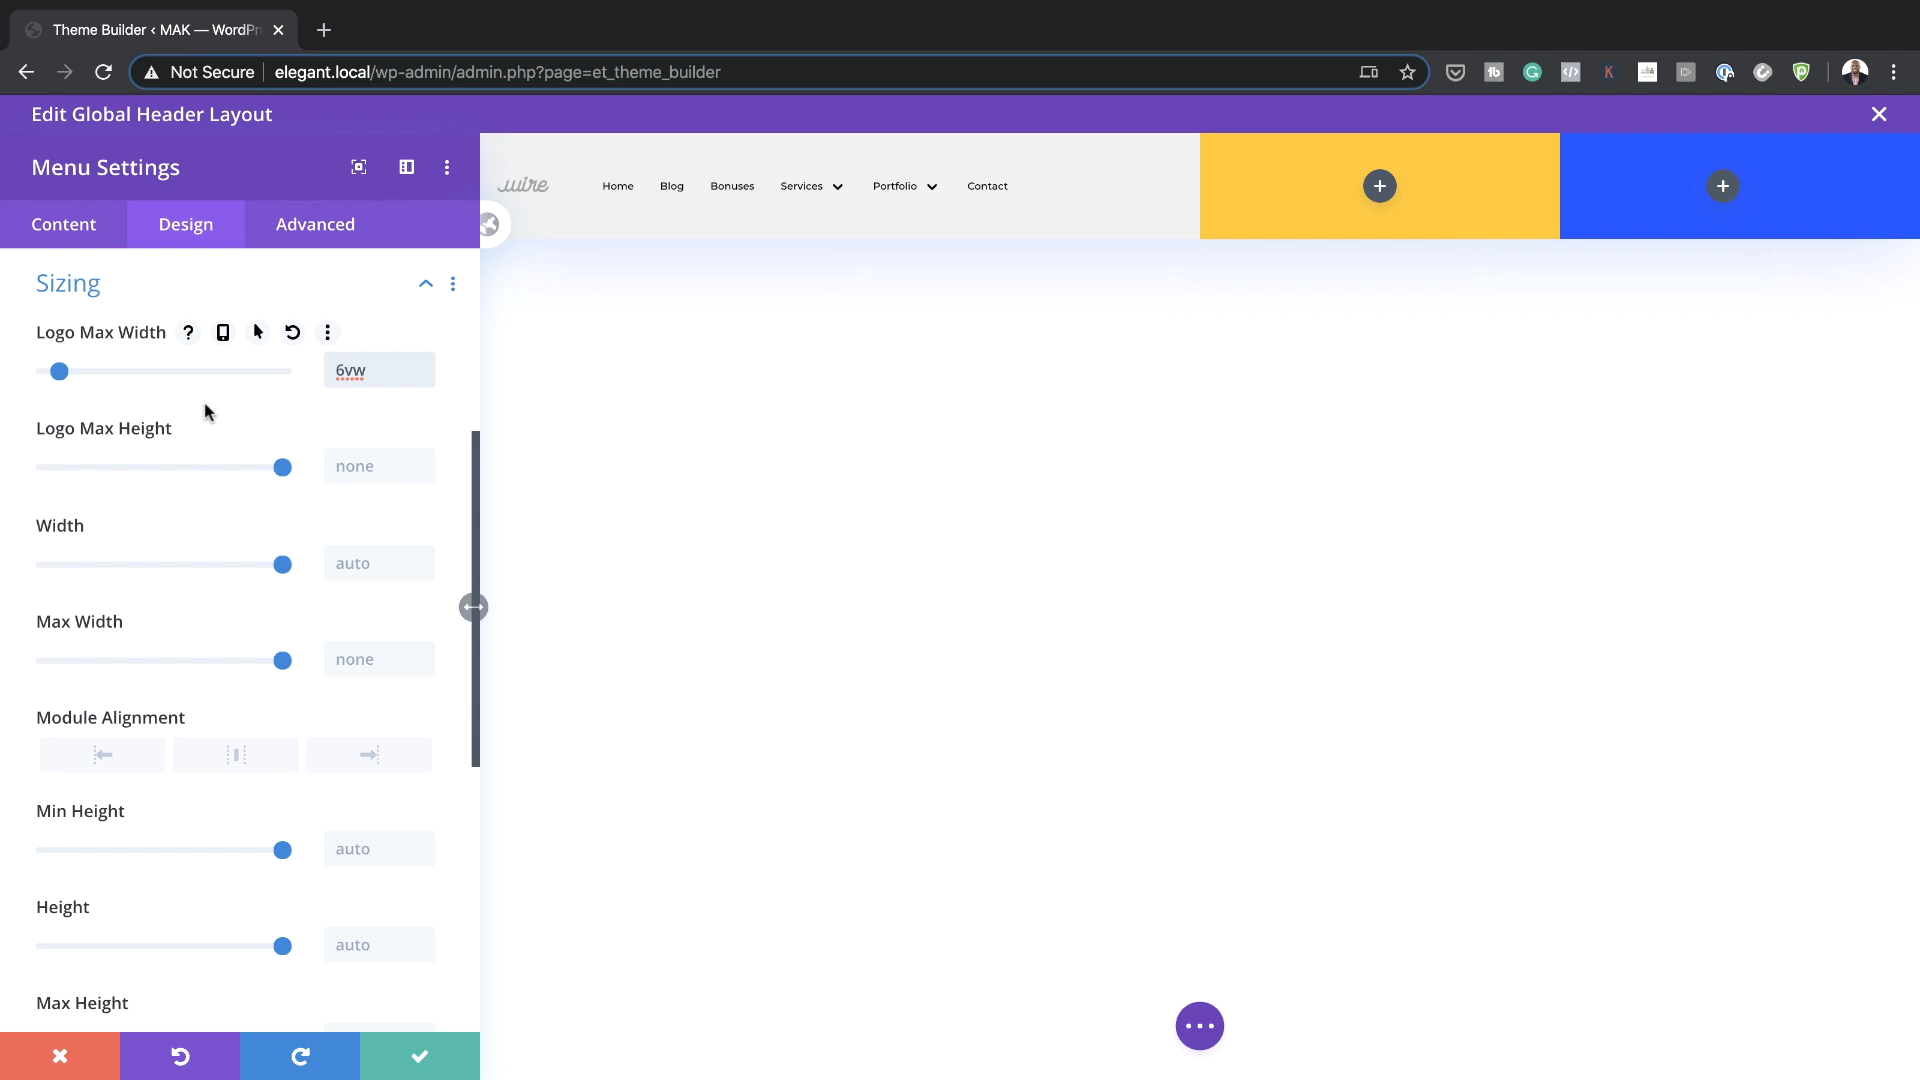 Theme Builder ‹ MAK — WordPr
Not Secure elegant.local/wp-admin/admin.php?page=et_theme_builder
Edit Global Header Layout
Menu Settings
Content Design Advanced
wire Home Blog Bonuses Services Portfolio Contact
Sizing
Logo Max Width ?
6vw
Logo Max Height
none
Width
auto
Max Width
none
Module Alignment
Min Height
auto
Height
auto
Max Height